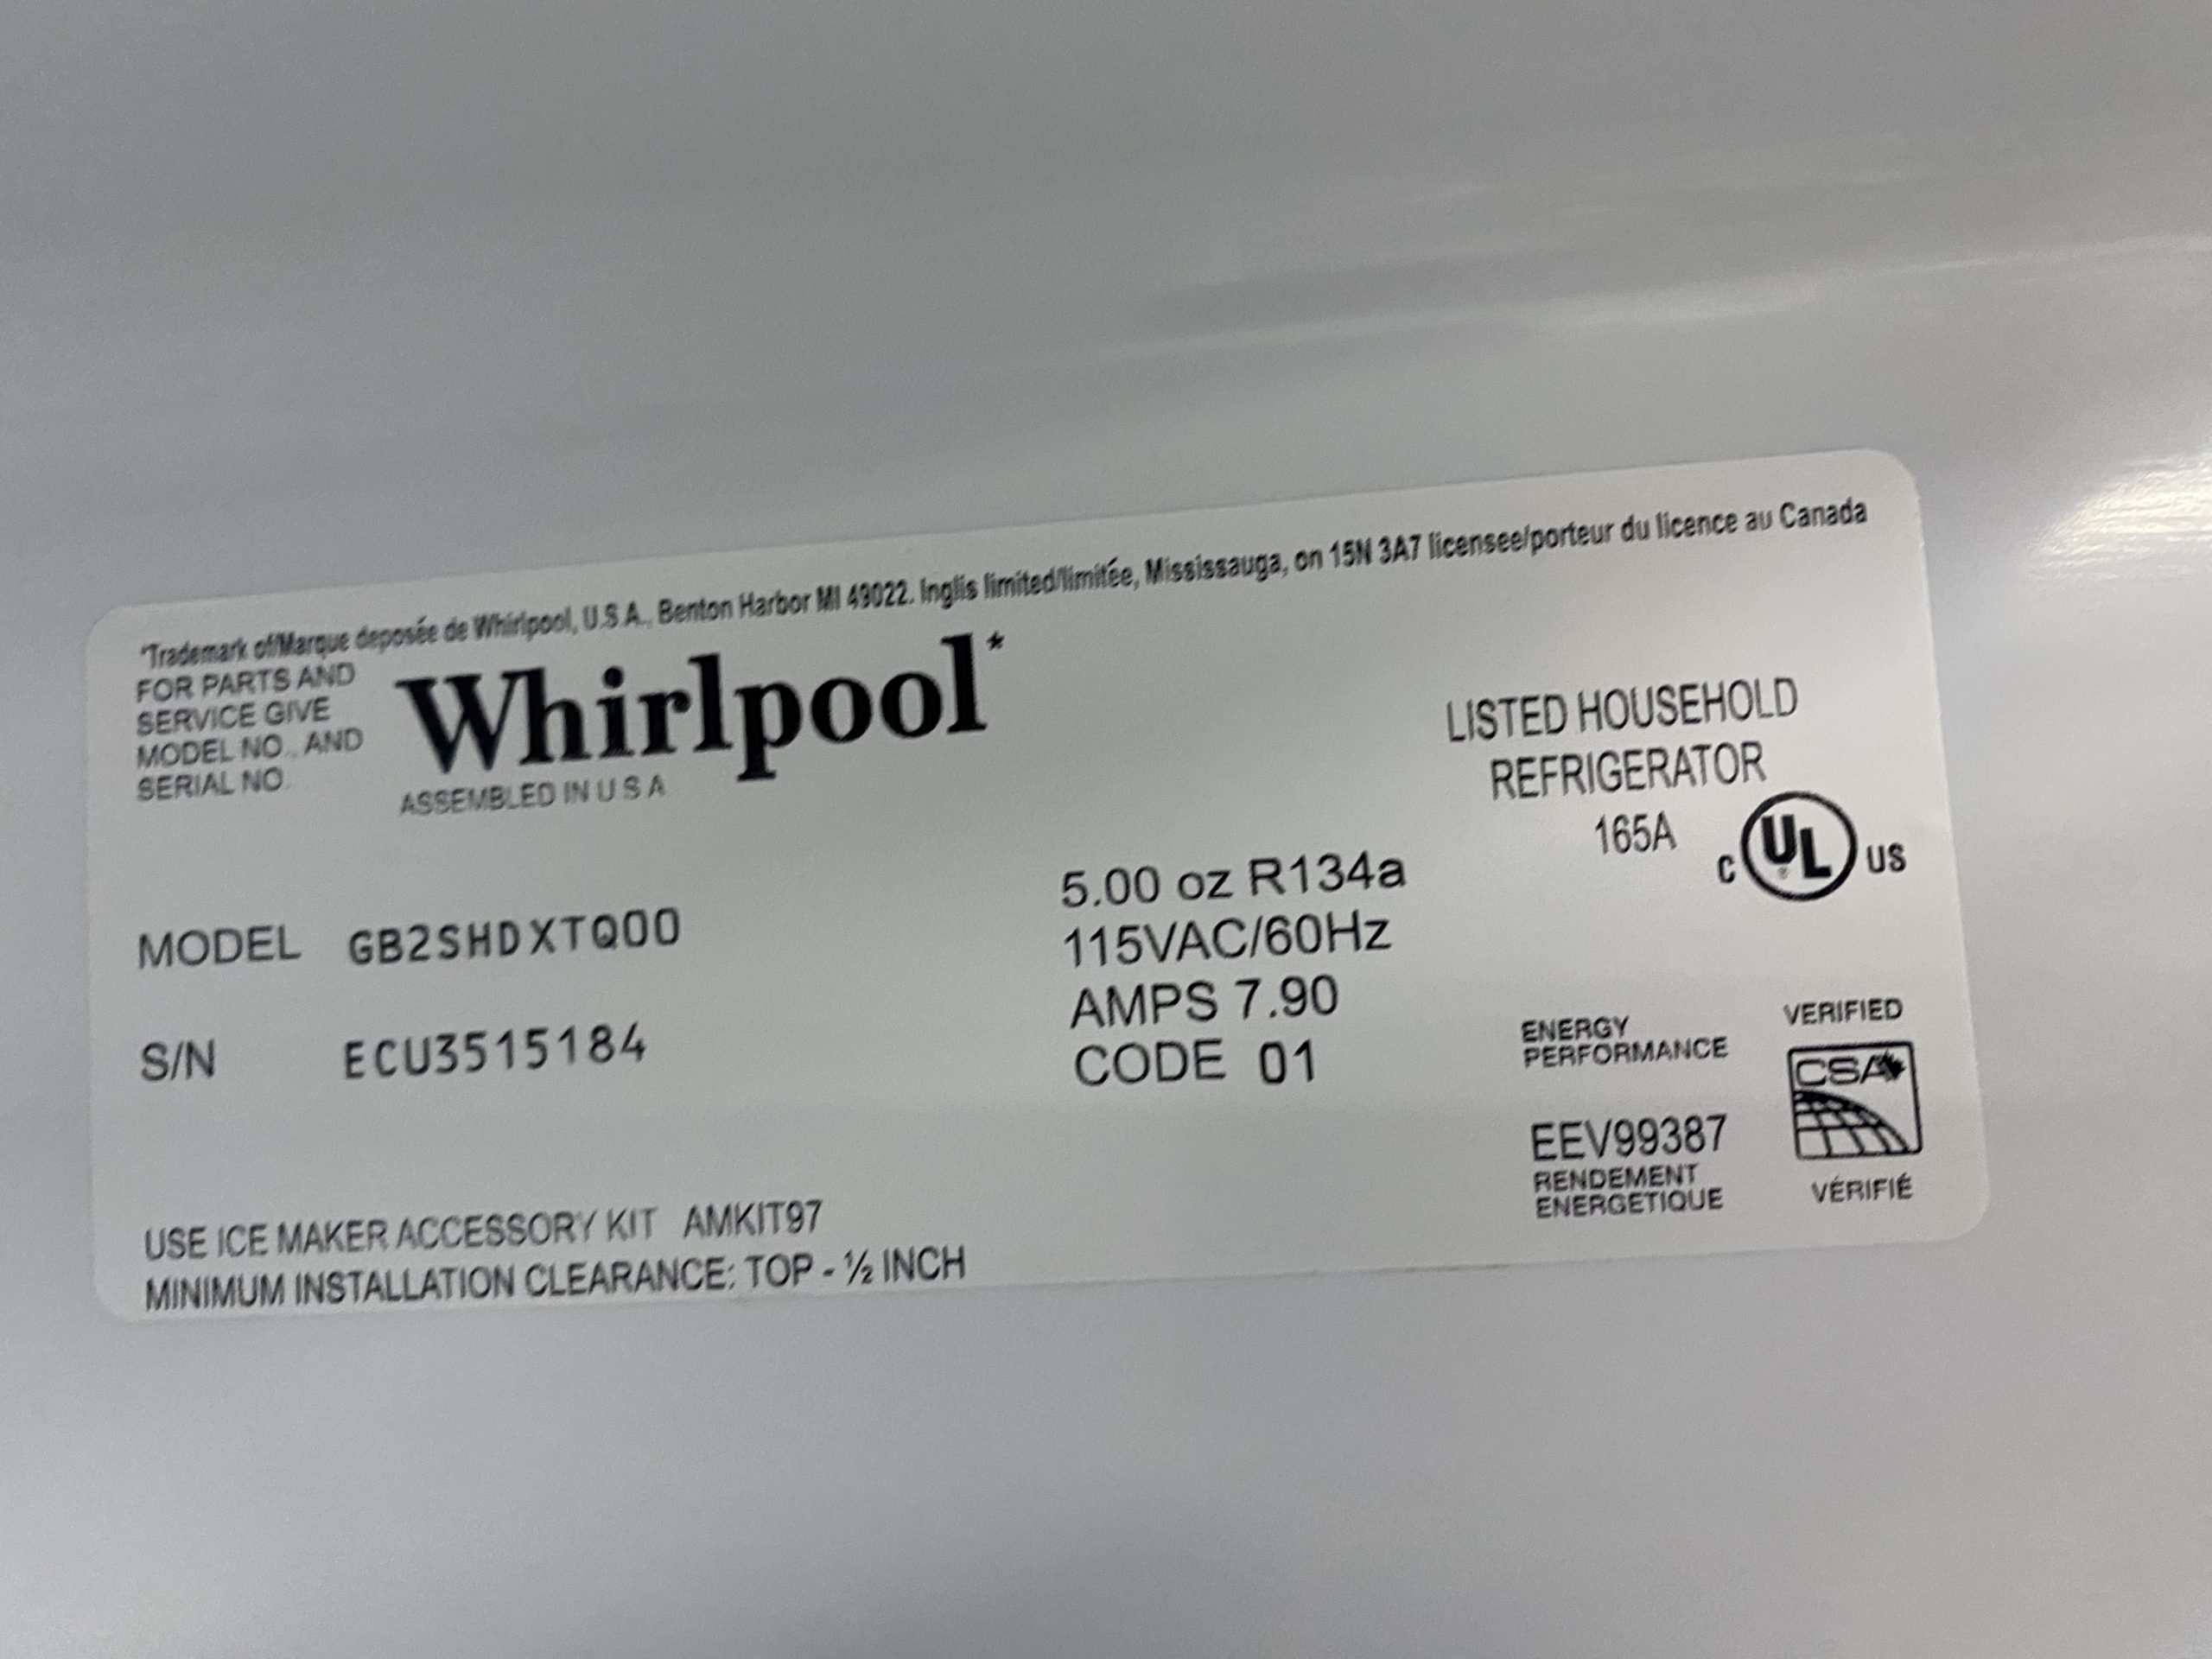 *Trademark of/Marque deposée de Whirlpool, U.S.A., Benton Harbor MI 49022. Inglis limited/limitée, Mississauga, on 15N 3A7 licensee/porteur du licence au Canada
FOR PARTS AND
SERVICE GIVE
MODEL NO., AND
SERIAL NO.
Whirlpool*
ASSEMBLED IN U S A
LISTED HOUSEHOLD
REFRIGERATOR
165A
C UL® US
MODEL GB2SHDXTQ00
S/N ECU3515184
5.00 oz R134a
115VAC/60Hz
AMPS 7.90
CODE 01
ENERGY
PERFORMANCE
EEV99387
RENDEMENT
ENERGETIQUE
VERIFIED
CSA
VÉRIFIÉ
USE ICE MAKER ACCESSORY KIT AMKIT97
MINIMUM INSTALLATION CLEARANCE: TOP - ½ INCH